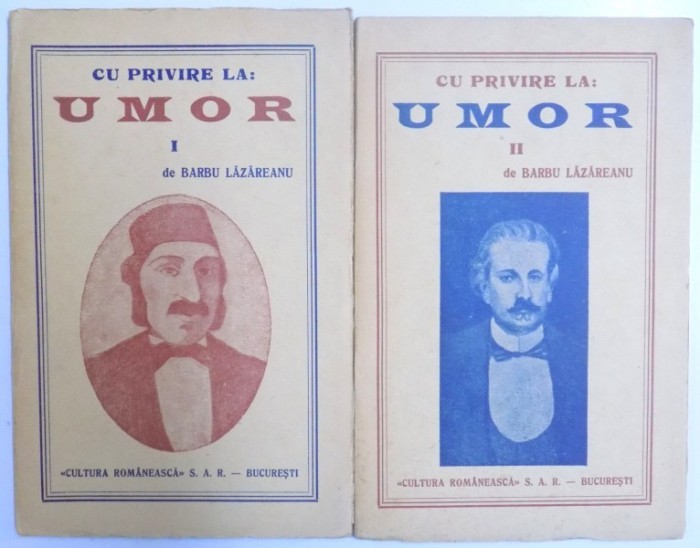 CU PRIVIRE LA:
UMOR
I
de BARBU LĂZĂREANU
«CULTURA ROMÂNEASCĂ» S. A. R. — BUCUREȘTI
CU PRIVIRE LA:
UMOR
II
de BARBU LĂZĂREANU
«CULTURA ROMÂNEASCĂ» S. A. R. — BUCUREȘTI